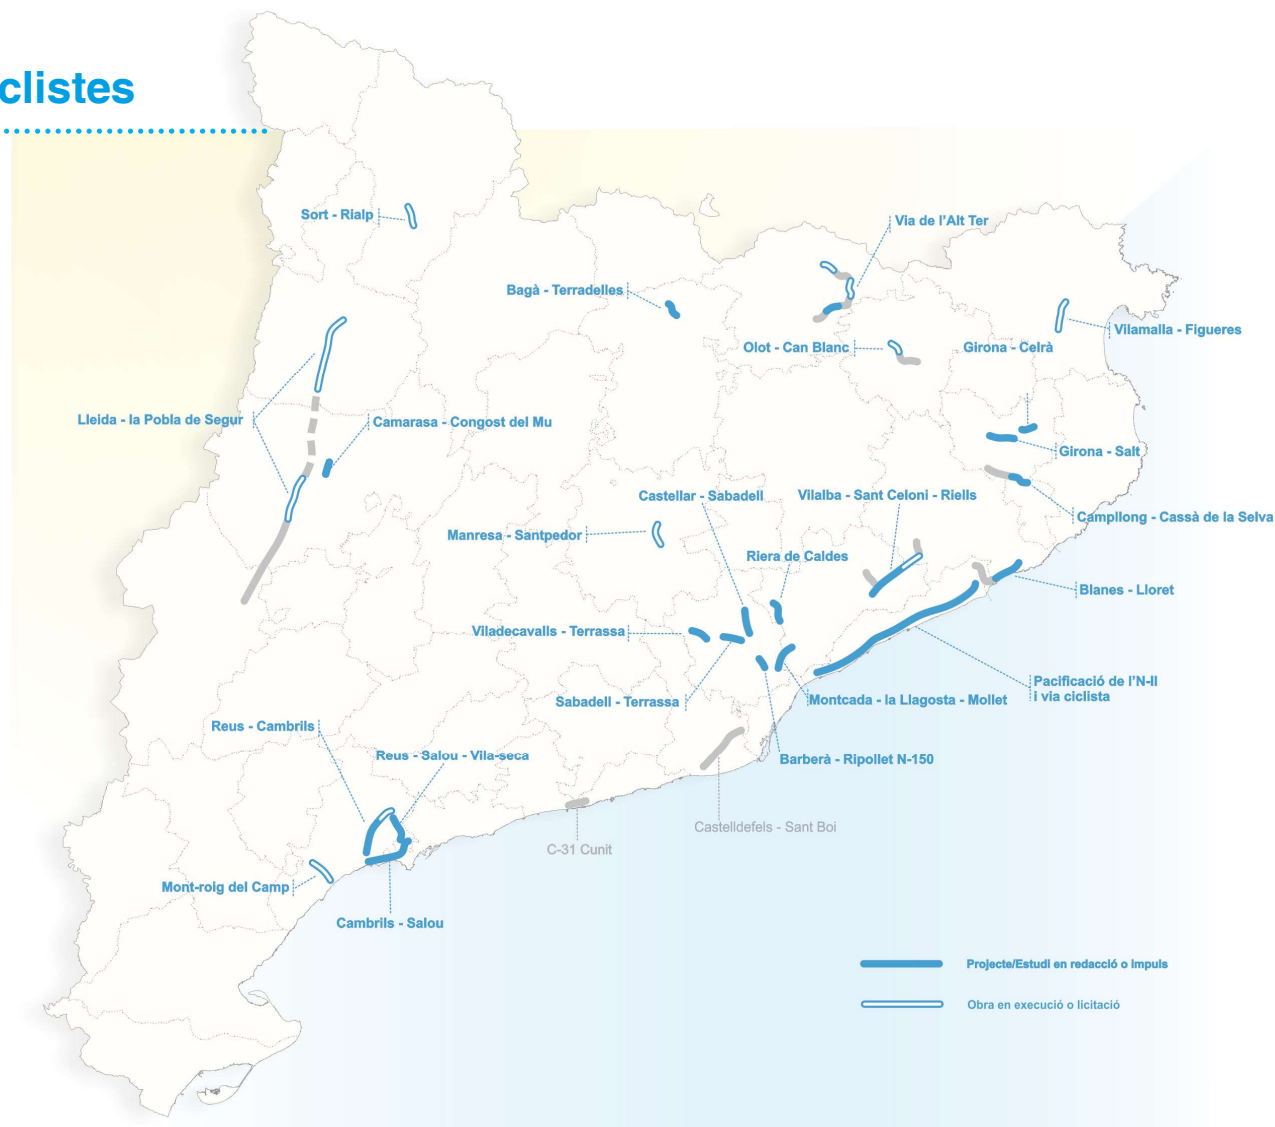 clistes
Sort - Rialp
Via de l'Alt Ter
Bagà - Terradelles
Vilamalla - Figueres
Olot - Can Blanc
Girona - Celrà
Lleida - la Pobla de Segur
Camarasa - Congost del Mu
Girona - Salt
Castellar - Sabadell
Vilalba - Sant Celoni - Riells
Campllong - Cassà de la Selva
Manresa - Santpedor
Riera de Caldes
Blanes - Lloret
Viladecavalls - Terrassa
Pacificació de l'N-II
i via ciclista
Sabadell - Terrassa
Montcada - la Llagosta - Mollet
Reus - Cambrils
Reus - Salou - Vila-seca
Barberà - Ripollet N-150
Castelldefels - Sant Boi
C-31 Cunit
Mont-roig del Camp
Cambrils - Salou
Projecte/Estudi en redacció o impuls
Obra en execució o licitació